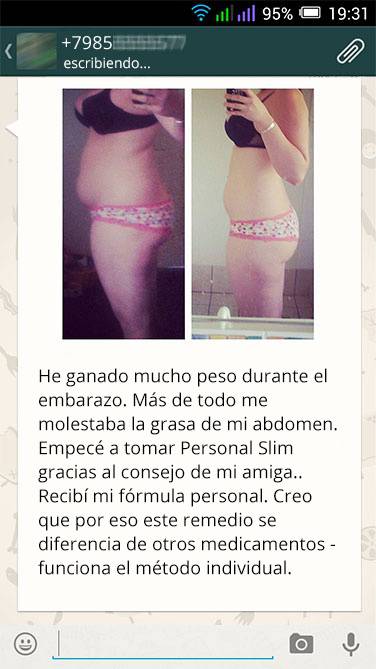 95% 19:31
+7985
escribiendo...
He ganado mucho peso durante el
embarazo. Más de todo me
molestaba la grasa de mi abdomen.
Empecé a tomar Personal Slim
gracias al consejo de mi amiga..
Recibí mi fórmula personal. Creo
que por eso este remedio se
diferencia de otros medicamentos -
funciona el método individual.